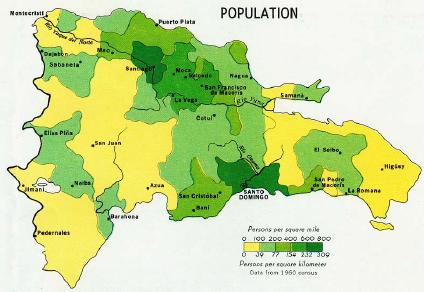 POPULATION
Montecristi
Puerto Plata
Río Yaque del Norte
Dajabón
Mao
Sabaneta
Santiago
Moca
Salcedo
Nagua
San Francisco
de Macorís
La Vega
Río Yuna
Samaná
Cotuí
Elías Piña
San Juan
El Seibo
Higüey
Jimaní
Neiba
Azua
San Cristóbal
SANTO
DOMINGO
San Pedro
de Macorís
La Romana
Baní
Barahona
Pedernales
Persons per square mile
0 100 200 400 600 800
0 39 77 154 232 309
Persons per square kilometer
Data from 1960 census